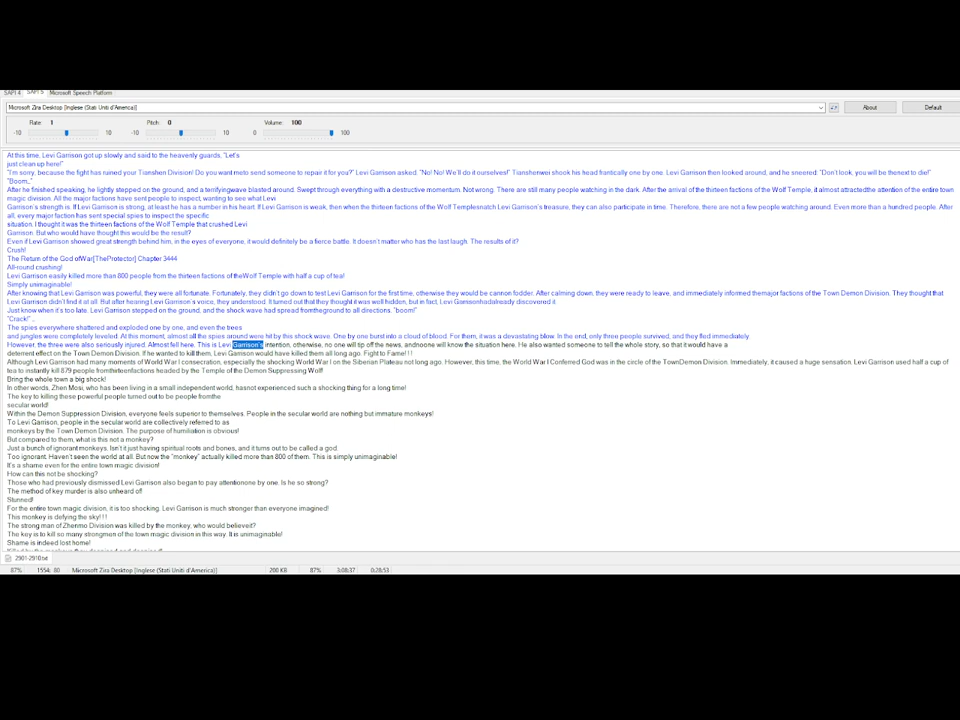 SAPI 4 SAPI 5 Microsoft Speech Platform
Microsoft Zira Desktop [Inglese (Stati Uniti d'America)]
About
Default
Rate: 1 Pitch: 0 Volume: 100
-10 10 -10 10 0 100
At this time, Levi Garrison got up slowly and said to the heavenly guards, "Let's
just clean up here!"
"I'm sorry, because the fight has ruined your Tianshen Division! Do you want meto send someone to repair it for you?" Levi Garrison asked. "No! No! We'll do it ourselves!" Tianshenwei shook his head frantically one by one. Levi Garrison then looked around, and he sneered: "Don't look, you will be thenext to die!"
"Boom,,"
After he finished speaking, he lightly stepped on the ground, and a terrifyingwave blasted around. Swept through everything with a destructive momentum. Not wrong. There are still many people watching in the dark. After the arrival of the thirteen factions of the Wolf Temple, it almost attractedthe attention of the entire town
magic division. All the major factions have sent people to inspect, wanting to see what Levi
Garrison's strength is. If Levi Garrison is strong, at least he has a number in his heart. If Levi Garrison is weak, then when the thirteen factions of the Wolf Templesnatch Levi Garrison's treasure, they can also participate in time. Therefore, there are not a few people watching around. Even more than a hundred people. After
all, every major faction has sent special spies to inspect the specific
situation. I thought it was the thirteen factions of the Wolf Temple that crushed Levi
Garrison. But who would have thought this would be the result?
Even if Levi Garrison showed great strength behind him, in the eyes of everyone, it would definitely be a fierce battle. It doesn't matter who has the last laugh. The results of it?
Crush!
The Return of the God ofWar[TheProtector] Chapter 3444
All-round crushing!
Levi Garrison easily killed more than 800 people from the thirteen factions of theWolf Temple with half a cup of tea!
Simply unimaginable!
After knowing that Levi Garrison was powerful, they were all fortunate. Fortunately, they didn't go down to test Levi Garrison for the first time, otherwise they would be cannon fodder. After calming down, they were ready to leave, and immediately informed themajor factions of the Town Demon Division. They thought that
Levi Garrison didn't find it at all. But after hearing Levi Garrison's voice, they understood. It turned out that they thought it was well hidden, but in fact, Levi Garrisonhadalready discovered it.
Just know when it's too late. Levi Garrison stepped on the ground, and the shock wave had spread fromtheground to all directions. "boom!"
"Crack!"...
The spies everywhere shattered and exploded one by one, and even the trees
and jungles were completely leveled. At this moment, almost all the spies around were hit by this shock wave. One by one burst into a cloud of blood. For them, it was a devastating blow. In the end, only three people survived, and they fled immediately.
However, the three were also seriously injured. Almost fell here. This is Levi Garrison's intention, otherwise, no one will tip off the news, andnoone will know the situation here. He also wanted someone to tell the whole story, so that it would have a
deterrent effect on the Town Demon Division. If he wanted to kill them, Levi Garrison would have killed them all long ago. Fight to Fame!!!
Although Levi Garrison had many moments of World War I consecration, especially the shocking World War I on the Siberian Plateau not long ago. However, this time, the World War I Conferred God was in the circle of the TownDemon Division. Immediately, it caused a huge sensation. Levi Garrison used half a cup of
tea to instantly kill 879 people fromthirteenfactions headed by the Temple of the Demon Suppressing Wolf
Bring the whole town a big shock!
In other words, Zhen Mosi, who has been living in a small independent world, hasnot experienced such a shocking thing for a long time!
The key to killing these powerful people turned out to be people fromthe
secular world!
Within the Demon Suppression Division, everyone feels superior to themselves. People in the secular world are nothing but immature monkeys!
To Levi Garrison, people in the secular world are collectively referred to as
monkeys by the Town Demon Division. The purpose of humiliation is obvious!
But compared to them, what is this not a monkey?
Just a bunch of ignorant monkeys. Isn't it just having spiritual roots and bones, and it turns out to be called a god.
Too ignorant. Haven't seen the world at all. But now the "monkey" actually killed more than 800 of them. This is simply unimaginable!
It's a shame even for the entire town magic division!
How can this not be shocking?
Those who had previously dismissed Levi Garrison also began to pay attentionone by one. Is he so strong?
The method of key murder is also unheard of!
Stunned!
For the entire town magic division, it is too shocking. Levi Garrison is much stronger than everyone imagined!
This monkey is defying the sky!!!
The strong man of Zhenmo Division was killed by the monkey, who would believeit?
The key is to kill so many strongmen of the town magic division in this way. It is unimaginable!
Shame is indeed lost home!
2901-2910.txt
87% 1554: 80 Microsoft Zira Desktop [Inglese (Stati Uniti d'America)] 200 KB 87% 3:08:37 0:28:53